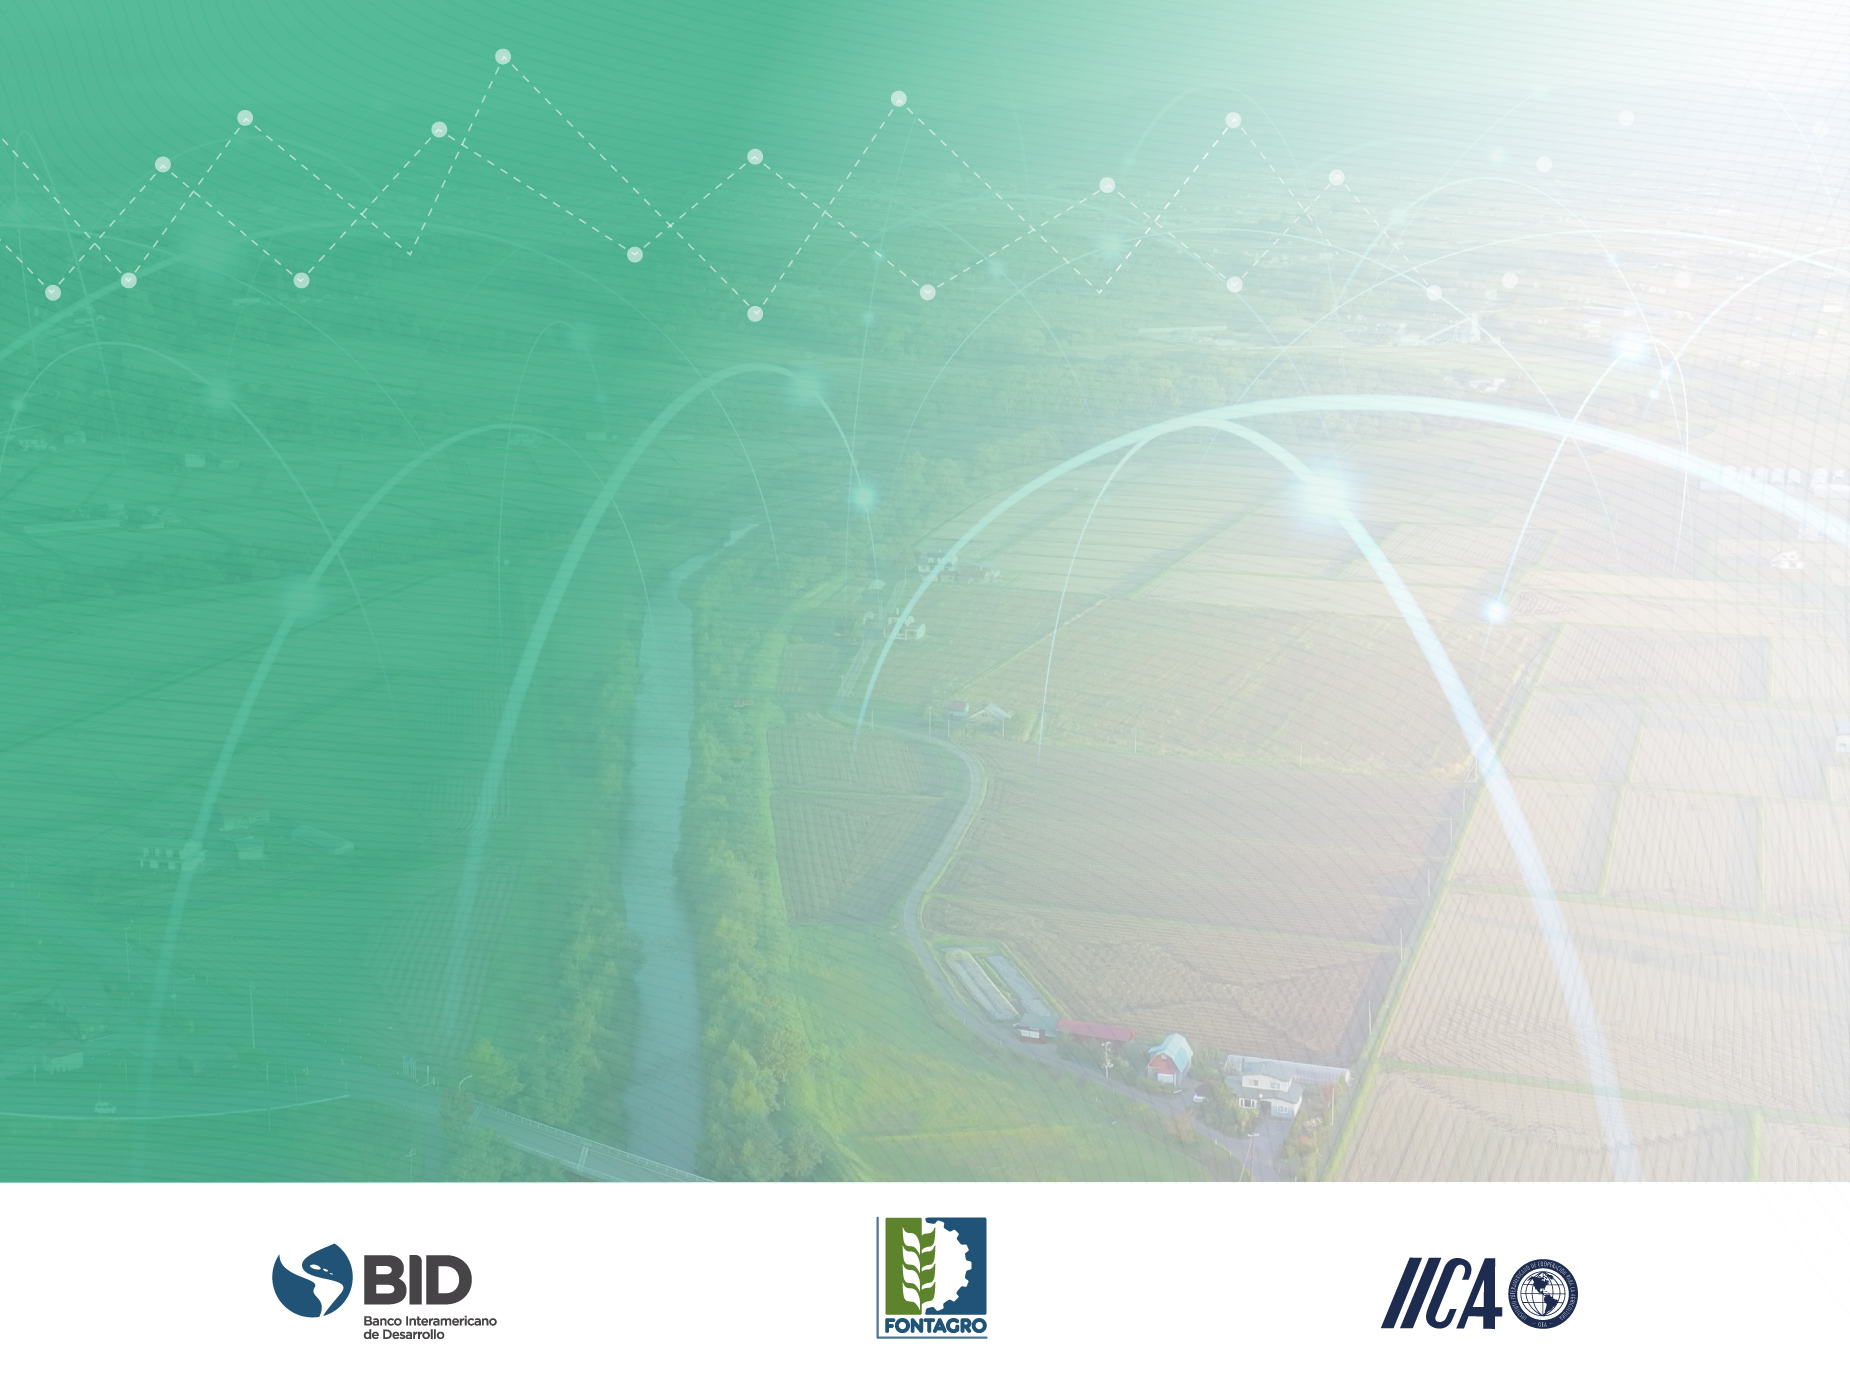 BID
Banco Interamericano
de Desarrollo
FONTAGRO
IICA